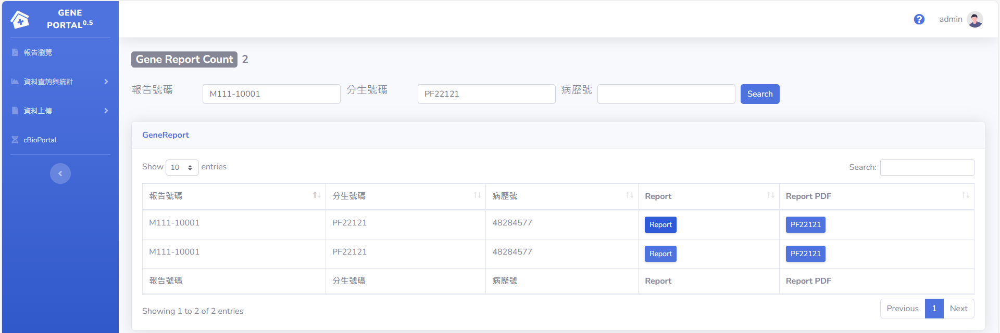 GENE
PORTAL0.5
報告瀏覽
資料查詢與統計
資料上傳
cBioPortal
admin
Gene Report Count 2
報告號碼 M111-10001 分生號碼 PF22121 病歷號 Search
GeneReport
Show 10 entries Search:
報告號碼 分生號碼 病歷號 Report Report PDF
M111-10001 PF22121 48284577 Report PF22121
M111-10001 PF22121 48284577 Report PF22121
報告號碼 分生號碼 病歷號 Report Report PDF
Showing 1 to 2 of 2 entries Previous 1 Next